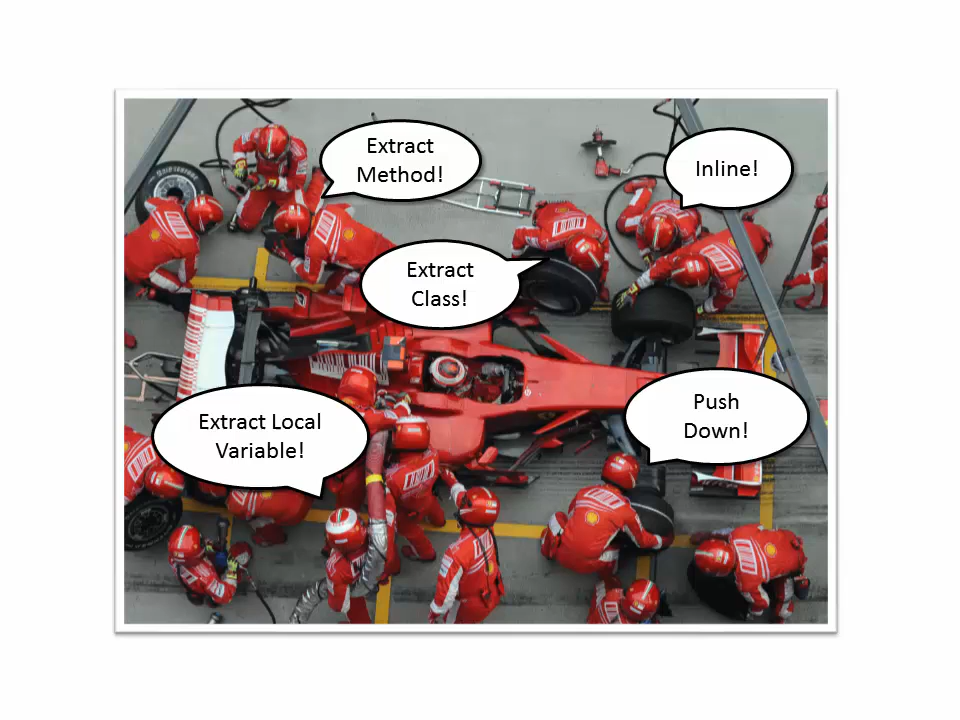 Extract
Method!
Inline!
Extract
Class!
Push
Down!
Extract Local
Variable!